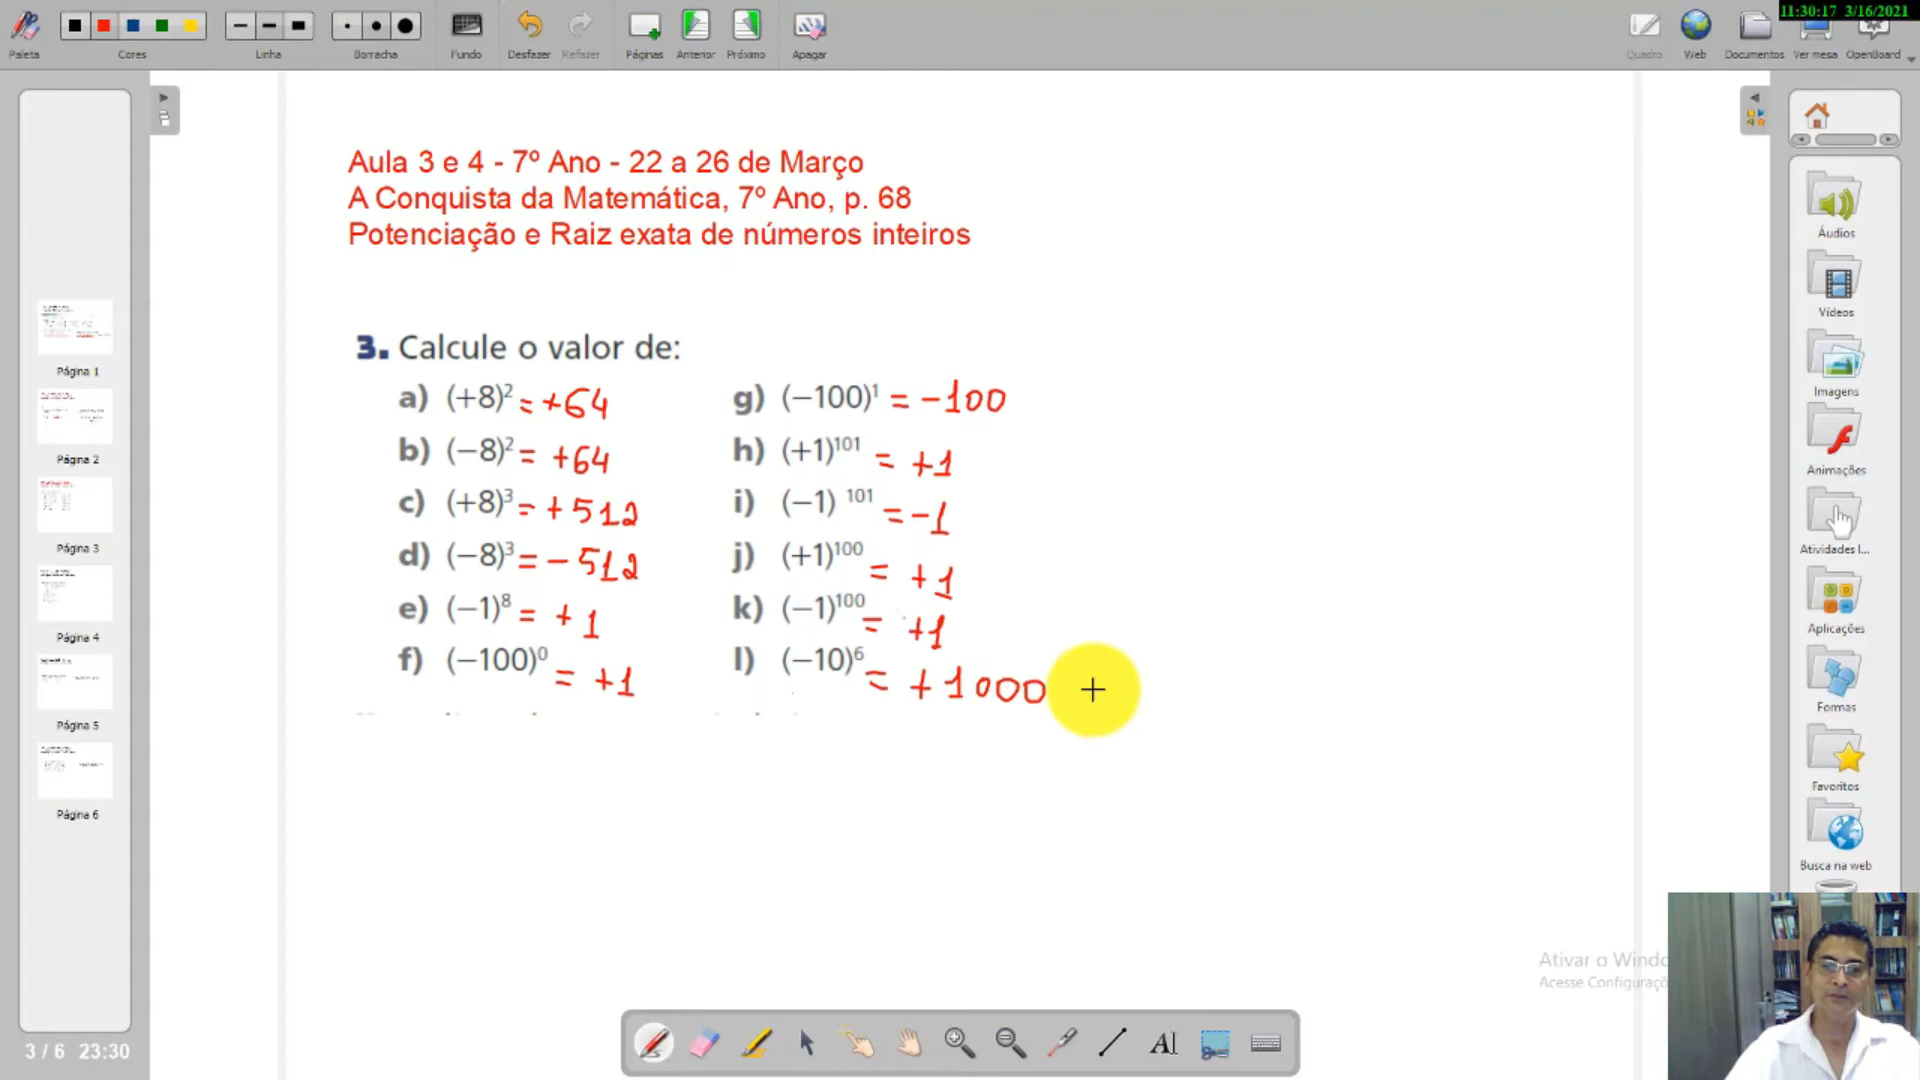 11:30:17 3/16/2021
Paleta
Cores
Linha
Borracha
Fundo
Desfazer
Refazer
Páginas
Anterior
Próximo
Apagar
Quadro
Web
Documentos
Ver mesa
OpenBoard
Aula 3 e 4 - 7º Ano - 22 a 26 de Março
A Conquista da Matemática, 7º Ano, p. 68
Potenciação e Raiz exata de números inteiros
3. Calcule o valor de:
a) (+8)² = +64
b) (−8)² = +64
c) (+8)³ = +512
d) (−8)³ = −512
e) (−1)⁸ = +1
f) (−100)⁰ = +1
g) (−100)¹ = −100
h) (+1)¹⁰¹ = +1
i) (−1)¹⁰¹ = −1
j) (+1)¹⁰⁰ = +1
k) (−1)¹⁰⁰ = +1
l) (−10)⁶ = +1000
Página 1
Página 2
Página 3
Página 4
Página 5
Página 6
3 / 6 23:30
Áudios
Vídeos
Imagens
Animações
Atividades I...
Aplicações
Formas
Favoritos
Busca na web
Ativar o Windo
Acesse Configuraçõ
AI